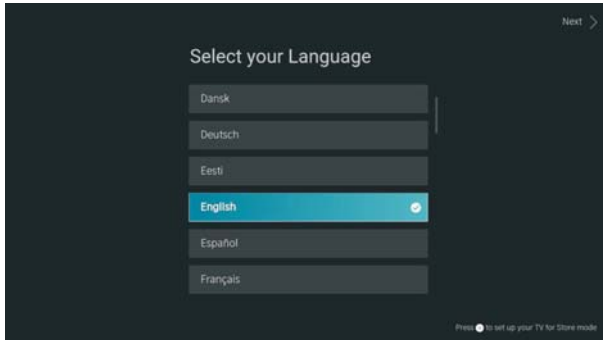 Next
Select your Language
Dansk
Deutsch
Eesti
English
Español
Français
Press to set up your TV for Store mode